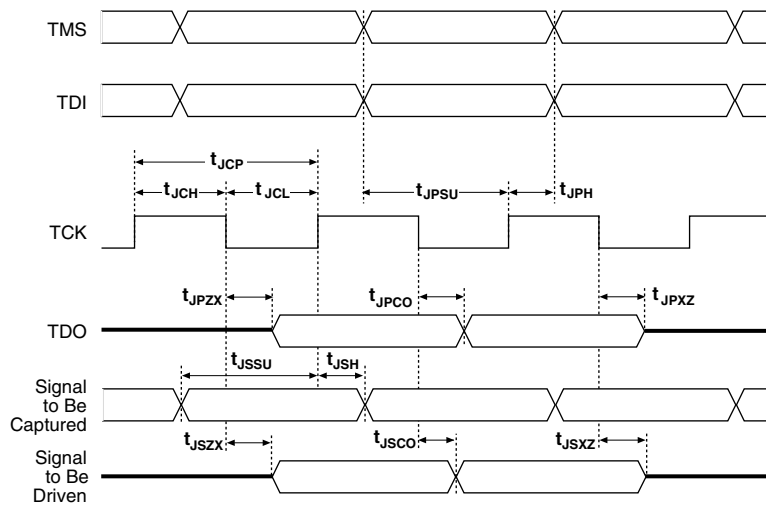 TMS
TDI
tJCP
tJCH
tJCL
tJPSU
tJPH
TCK
tJPZX
tJPCO
tJPXZ
TDO
tJSSU
tJSH
Signal
to Be
Captured
tJSZX
tJSCO
tJSXZ
Signal
to Be
Driven